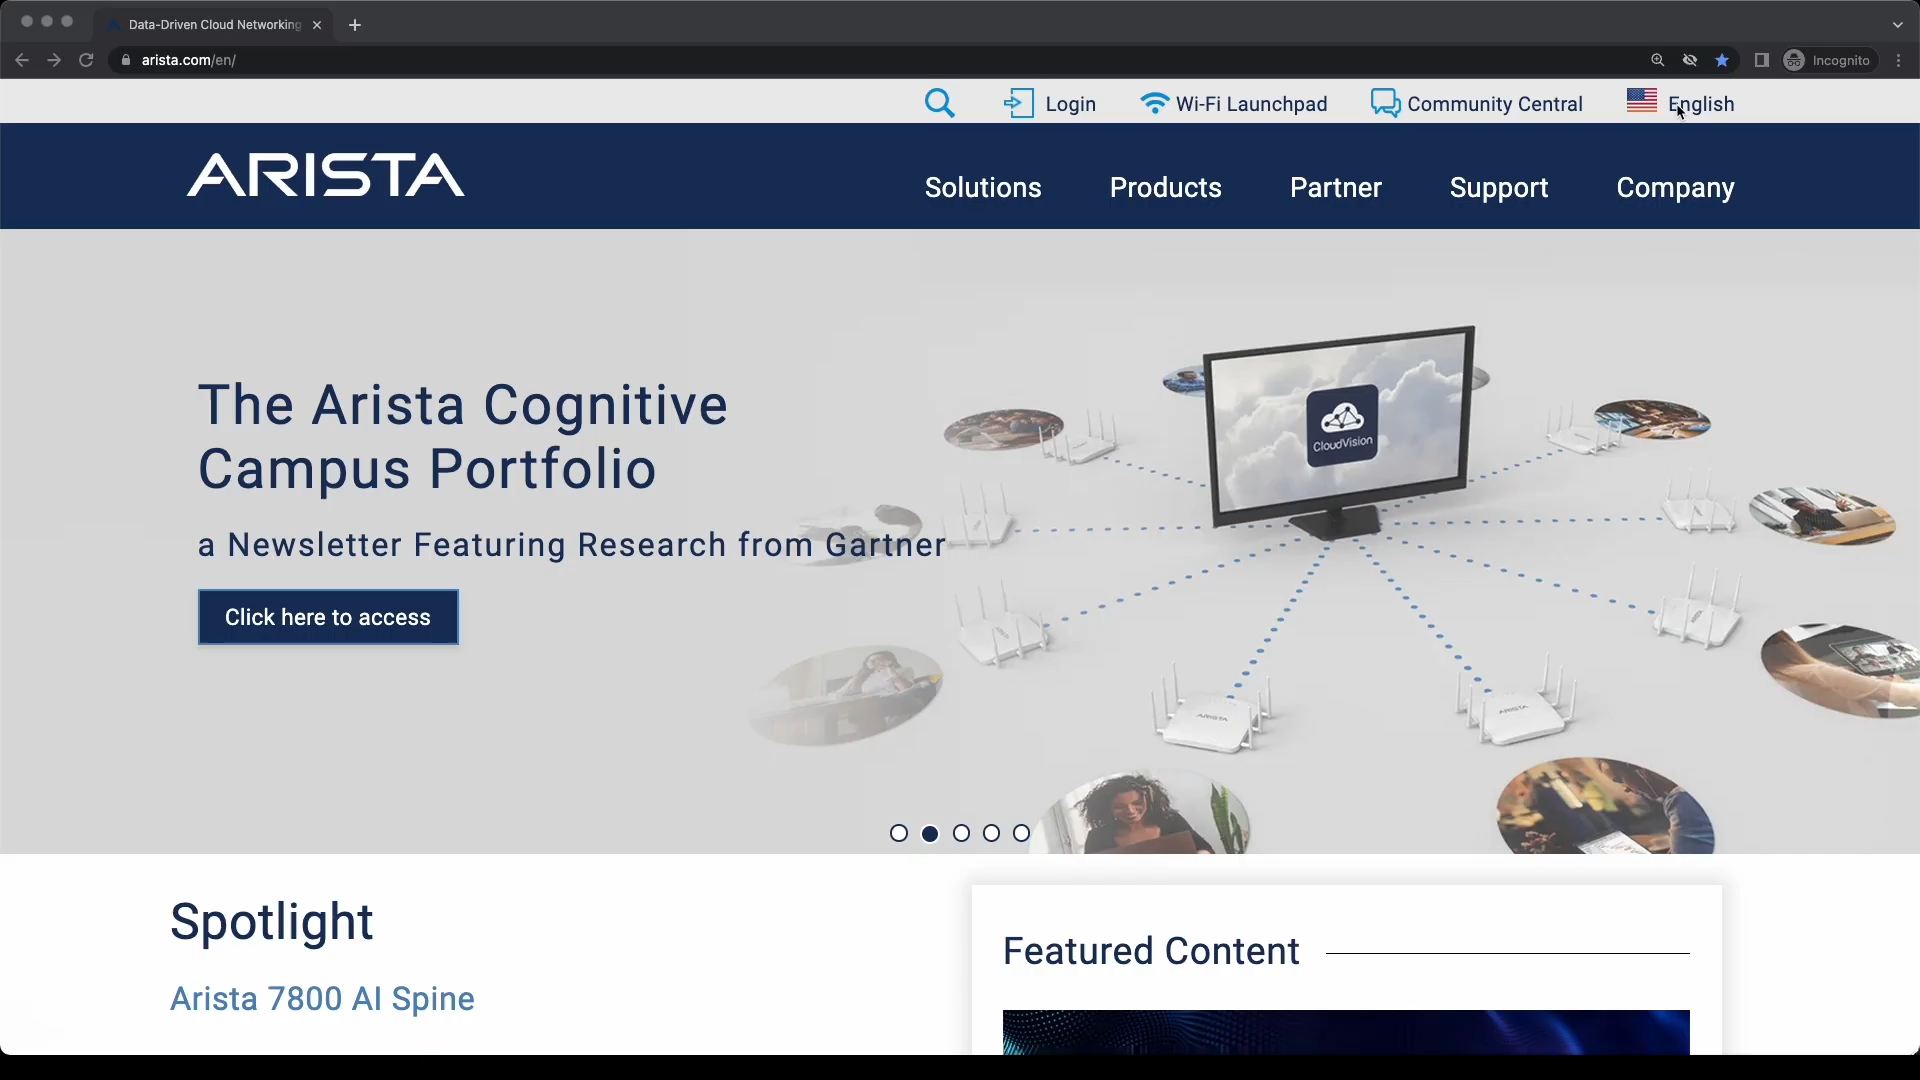 Data-Driven Cloud Networking
arista.com/en/
Incognito
Login
Wi-Fi Launchpad
Community Central
English
ARISTA
Solutions
Products
Partner
Support
Company
The Arista Cognitive
Campus Portfolio
a Newsletter Featuring Research from Gartner
Click here to access
CloudVision
ARISTA
ARISTA
Spotlight
Arista 7800 AI Spine
Featured Content